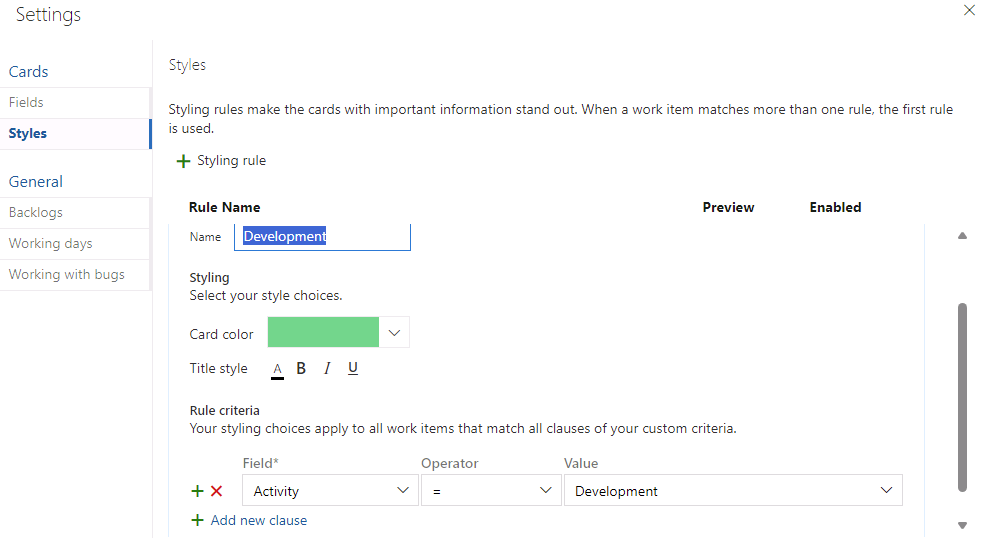 Settings
Cards
Fields
Styles
General
Backlogs
Working days
Working with bugs
Styles
Styling rules make the cards with important information stand out. When a work item matches more than one rule, the first rule
is used.
Styling rule
Rule Name Preview Enabled
Name Development
Styling
Select your style choices.
Card color
Title style A B I U
Rule criteria
Your styling choices apply to all work items that match all clauses of your custom criteria.
Field* Operator Value
Activity = Development
Add new clause